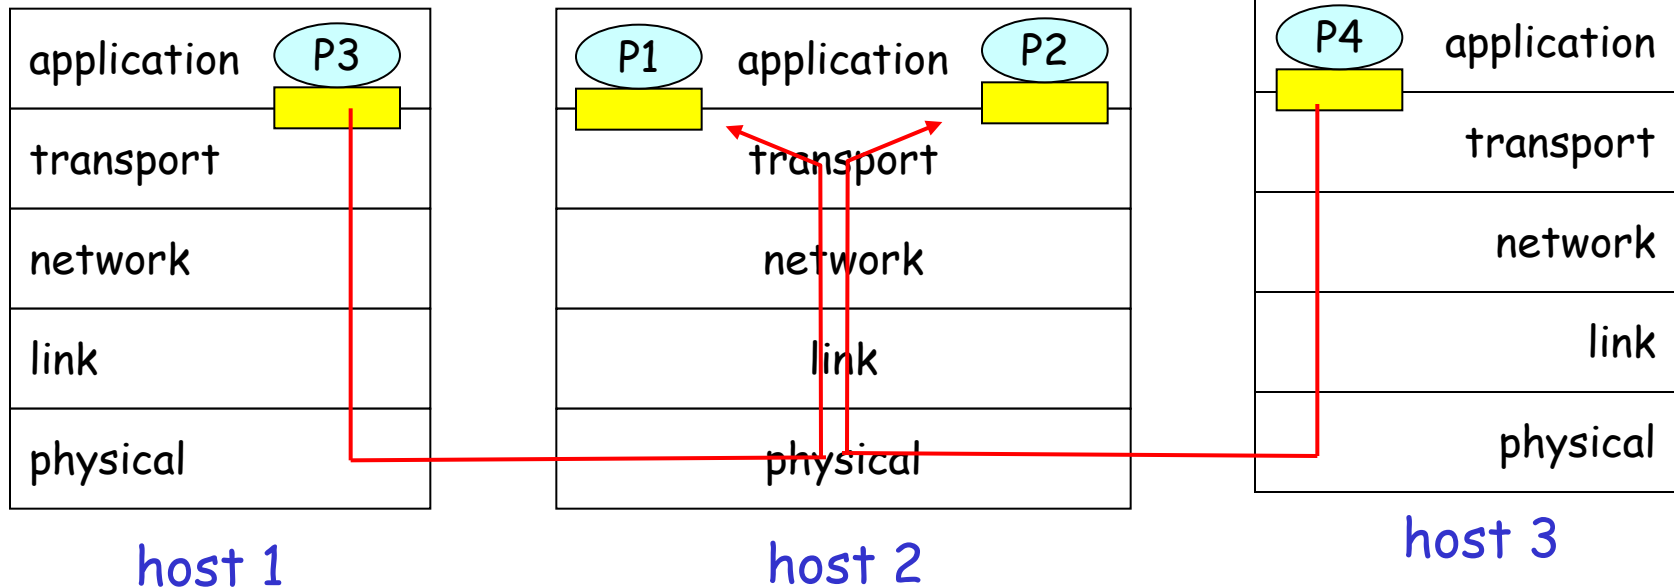 application P3
transport
network
link
physical
host 1
P1 application P2
transport
network
link
physical
host 2
P4 application
transport
network
link
physical
host 3